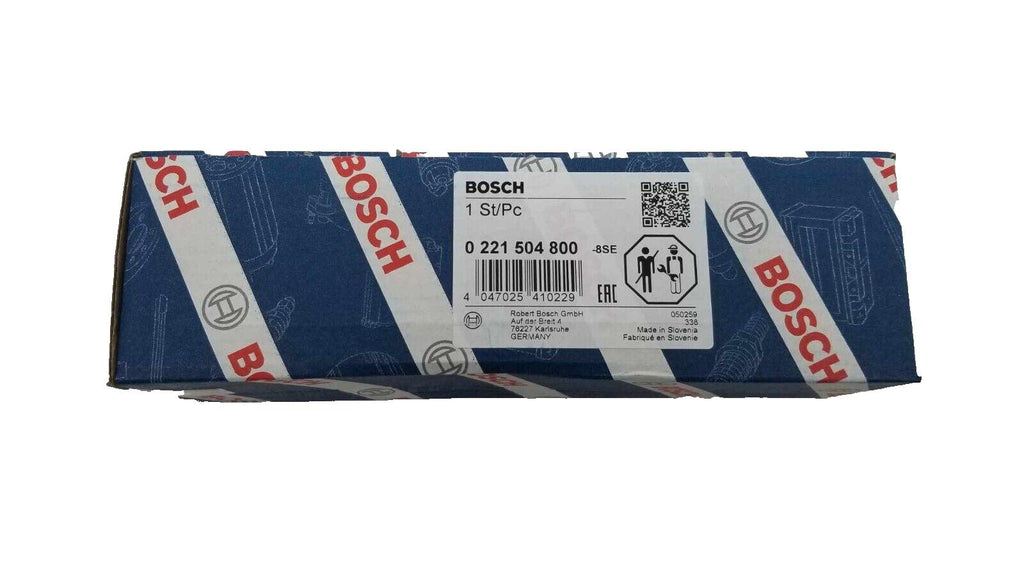 BOSCH
BOSCH
BOSCH
BOSCH
1 St/Pc
0 221 504 800 -8SE
4 047025 410229
EAC
Robert Bosch GmbH
Auf der Breit 4
76227 Karlsruhe
GERMANY
050259
338
Made in Slovenia
Fabriqué en Slovenie
BOSCH
BO